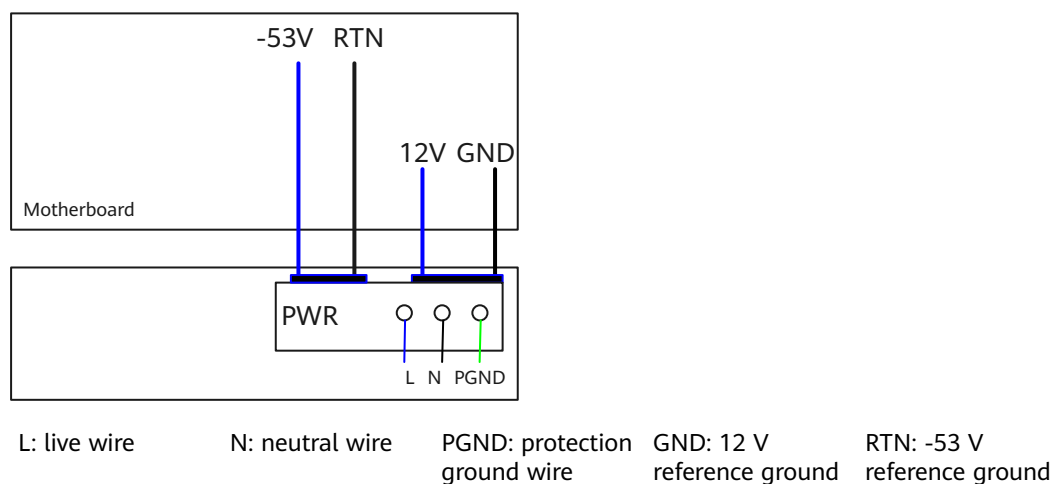 -53V RTN
12V GND
Motherboard
PWR
L N PGND
L: live wire
N: neutral wire
PGND: protection
ground wire
GND: 12 V
reference ground
RTN: -53 V
reference ground